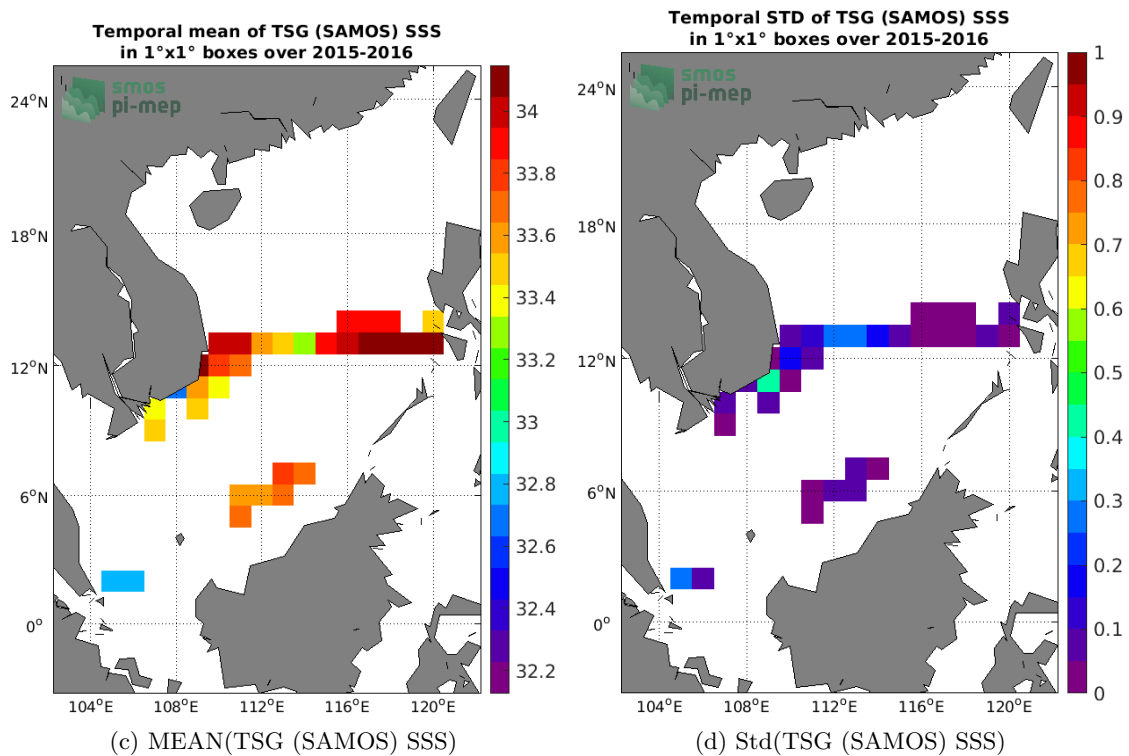 Temporal mean of TSG (SAMOS) SSS
in 1°x1° boxes over 2015-2016
smos
pi-mep
24°N
18°N
12°N
6°N
0°
104°E 108°E 112°E 116°E 120°E
34
33.8
33.6
33.4
33.2
33
32.8
32.6
32.4
32.2
(c) MEAN(TSG (SAMOS) SSS)
Temporal STD of TSG (SAMOS) SSS
in 1°x1° boxes over 2015-2016
smos
pi-mep
24°N
18°N
12°N
6°N
0°
104°E 108°E 112°E 116°E 120°E
1
0.9
0.8
0.7
0.6
0.5
0.4
0.3
0.2
0.1
0
(d) Std(TSG (SAMOS) SSS)